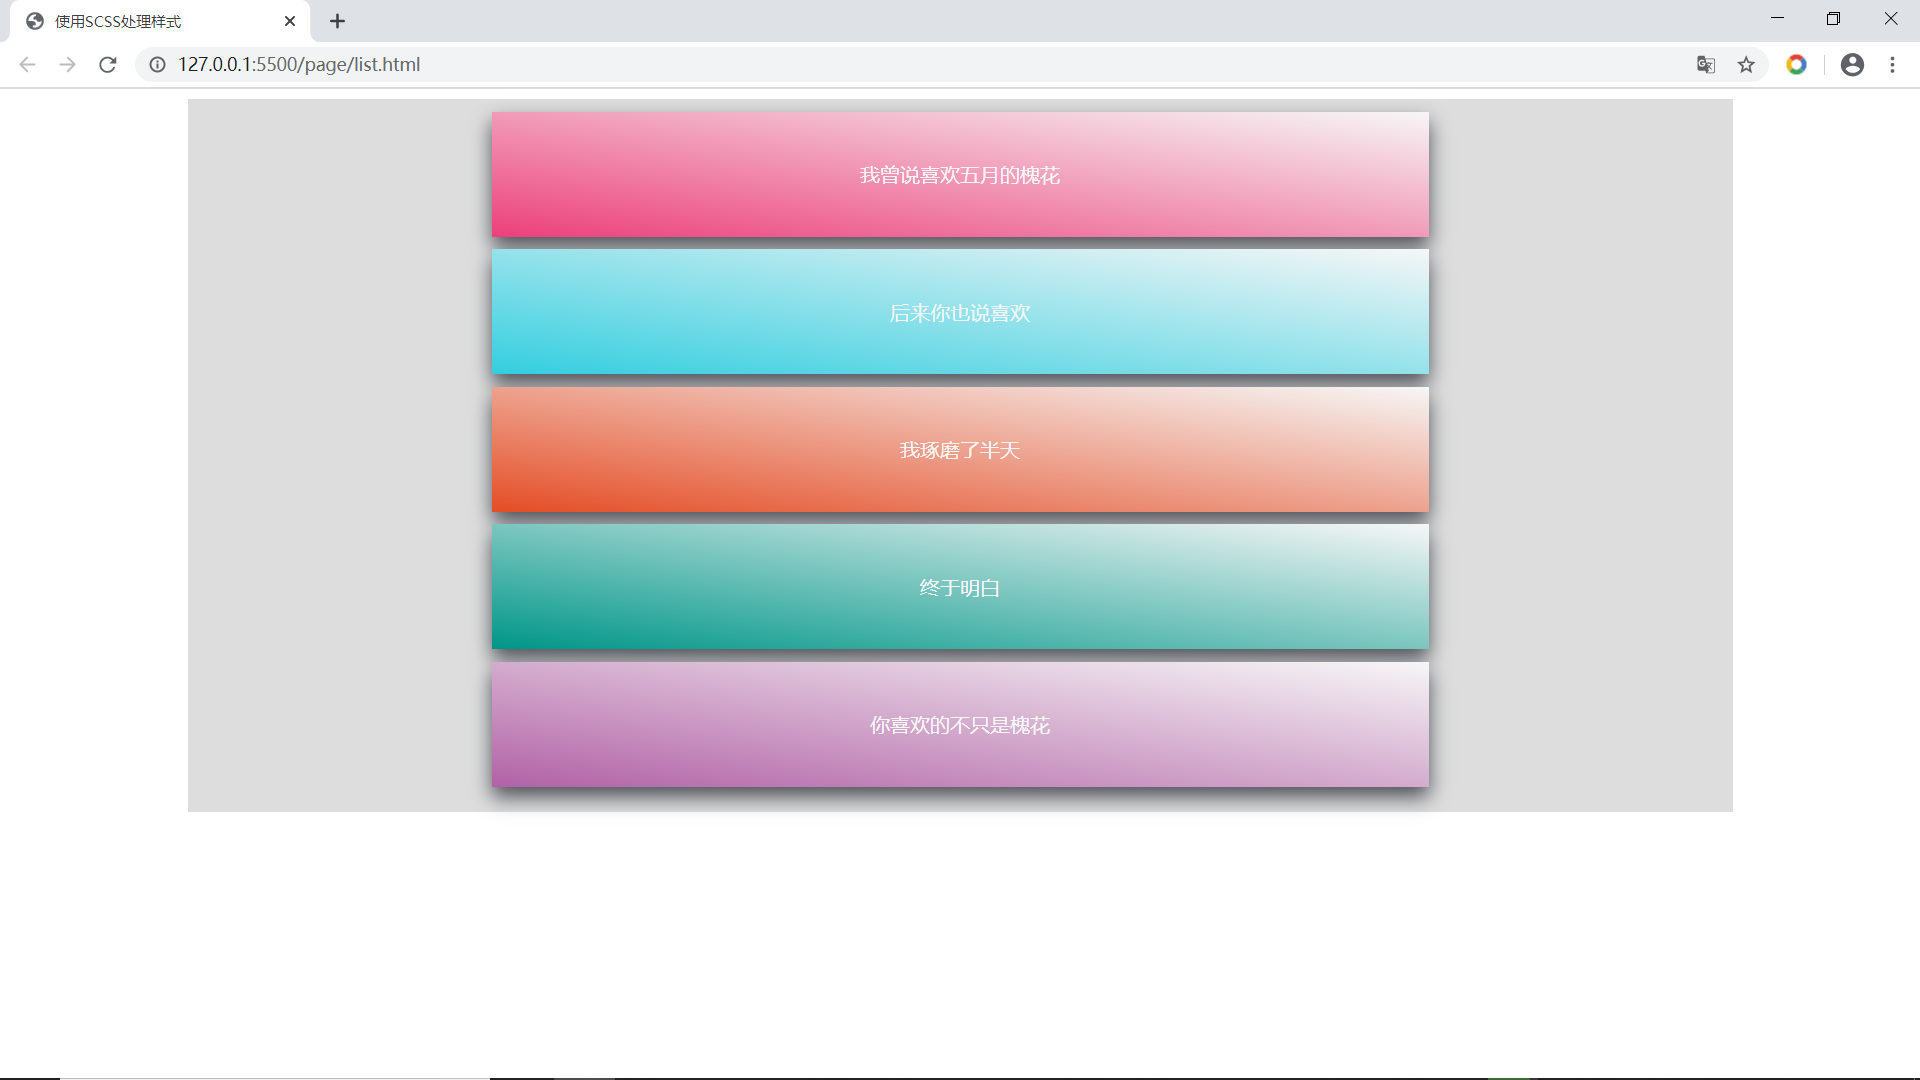 使用SCSS处理样式
127.0.0.1:5500/page/list.html
我曾说喜欢五月的槐花
后来你也说喜欢
我琢磨了半天
终于明白
你喜欢的不只是槐花